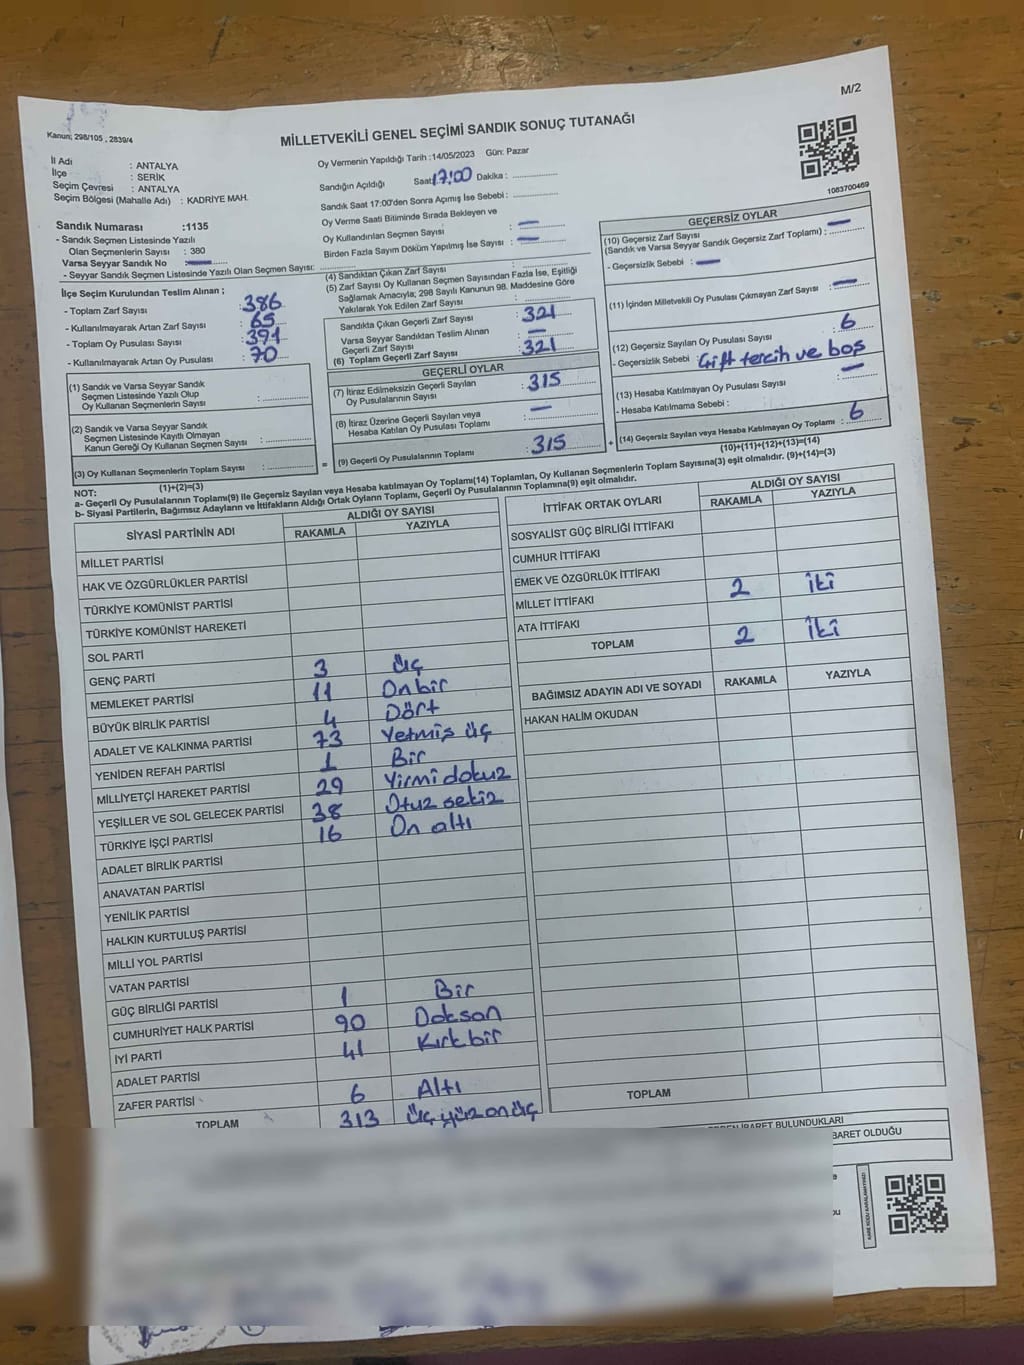 M/2
Kanun: 298/105 , 2839/4
MİLLETVEKİLİ GENEL SEÇİMİ SANDIK SONUÇ TUTANAĞI
İl Adı : ANTALYA
İlçe : SERİK
Seçim Çevresi : ANTALYA
Seçim Bölgesi (Mahalle Adı) : KADRİYE MAH.
Oy Vermenin Yapıldığı Tarih :14/05/2023 Gün: Pazar
Sandığın Açıldığı Saat 17:00 Dakika :
Sandık Saat 17:00'den Sonra Açımış İse Sebebi :
Oy Verme Saati Bitiminde Sırada Bekleyen ve
Oy Kullandırılan Seçmen Sayısı : —
Birden Fazla Sayım Döküm Yapılmış İse Sayısı : —
1083700469
Sandık Numarası :1135
- Sandık Seçmen Listesinde Yazılı
Olan Seçmenlerin Sayısı : 380
Varsa Seyyar Sandık No : —
- Seyyar Sandık Seçmen Listesinde Yazılı Olan Seçmen Sayısı:
İlçe Seçim Kurulundan Teslim Alınan ;
- Toplam Zarf Sayısı : 386
- Kullanılmayarak Artan Zarf Sayısı : 65
- Toplam Oy Pusulası Sayısı : 391
- Kullanılmayarak Artan Oy Pusulası : 70
(1) Sandık ve Varsa Seyyar Sandık
Seçmen Listesinde Yazılı Olup
Oy Kullanan Seçmenlerin Sayısı :
(2) Sandık ve Varsa Seyyar Sandık
Seçmen Listesinde Kayıtlı Olmayan
Kanun Gereği Oy Kullanan Seçmen Sayısı :
(3) Oy Kullanan Seçmenlerin Toplam Sayısı :
(1)+(2)=(3)
(4) Sandıktan Çıkan Zarf Sayısı :
(5) Zarf Sayısı Oy Kullanan Seçmen Sayısından Fazla İse, Eşitliği
Sağlamak Amacıyla; 298 Sayılı Kanunun 98. Maddesine Göre
Yakılarak Yok Edilen Zarf Sayısı :
Sandıkta Çıkan Geçerli Zarf Sayısı : 321
Varsa Seyyar Sandıktan Teslim Alınan
Geçerli Zarf Sayısı : —
(6) Toplam Geçerli Zarf Sayısı : 321
GEÇERLİ OYLAR
(7) İtiraz Edilmeksizin Geçerli Sayılan
Oy Pusulalarının Sayısı : 315
(8) İtiraz Üzerine Geçerli Sayılan veya
Hesaba Katılan Oy Pusulası Toplamı : —
= (9) Geçerli Oy Pusulalarının Toplamı : 315 +
GEÇERSİZ OYLAR
(10) Geçersiz Zarf Sayısı
(Sandık ve Varsa Seyyar Sandık Geçersiz Zarf Toplamı) : —
- Geçersizlik Sebebi : —
(11) İçinden Milletvekili Oy Pusulası Çıkmayan Zarf Sayısı : —
(12) Geçersiz Sayılan Oy Pusulası Sayısı : 6
- Geçersizlik Sebebi : Çift tercih ve boş
(13) Hesaba Katılmayan Oy Pusulası Sayısı : —
- Hesaba Katılmama Sebebi :
(14) Geçersiz Sayılan veya Hesaba Katılmayan Oy Toplamı : 6
(10)+(11)+(12)+(13)=(14)
NOT:
a- Geçerli Oy Pusulalarının Toplamı(9) İle Geçersiz Sayılan veya Hesaba katılmayan Oy Toplamı(14) Toplamları, Oy Kullanan Seçmenlerin Toplam Sayısına(3) eşit olmalıdır. (9)+(14)=(3)
b- Siyasi Partilerin, Bağımsız Adayların ve İttifakların Aldığı Ortak Oyların Toplamı, Geçerli Oy Pusulalarının Toplamına(9) eşit olmalıdır.
SİYASİ PARTİNİN ADI ALDIĞI OY SAYISI
RAKAMLA YAZIYLA
MİLLET PARTİSİ
HAK VE ÖZGÜRLÜKLER PARTİSİ
TÜRKİYE KOMÜNİST PARTİSİ
TÜRKİYE KOMÜNİST HAREKETİ
SOL PARTİ
GENÇ PARTİ 3 üç
MEMLEKET PARTİSİ 11 Onbir
BÜYÜK BİRLİK PARTİSİ 4 Dört
ADALET VE KALKINMA PARTİSİ 73 Yetmiş üç
YENİDEN REFAH PARTİSİ 1 Bir
MİLLİYETÇİ HAREKET PARTİSİ 29 Yirmi dokuz
YEŞİLLER VE SOL GELECEK PARTİSİ 38 Otuz sekiz
TÜRKİYE İŞÇİ PARTİSİ 16 On altı
ADALET BİRLİK PARTİSİ
ANAVATAN PARTİSİ
YENİLİK PARTİSİ
HALKIN KURTULUŞ PARTİSİ
MİLLİ YOL PARTİSİ
VATAN PARTİSİ
GÜÇ BİRLİĞİ PARTİSİ 1 Bir
CUMHURİYET HALK PARTİSİ 90 Doksan
İYİ PARTİ 41 Kırkbir
ADALET PARTİSİ
ZAFER PARTİSİ 6 Altı
TOPLAM 313 üçyüz onüç
İTTİFAK ORTAK OYLARI ALDIĞI OY SAYISI
RAKAMLA YAZIYLA
SOSYALİST GÜÇ BİRLİĞİ İTTİFAKI
CUMHUR İTTİFAKI
EMEK VE ÖZGÜRLÜK İTTİFAKI
MİLLET İTTİFAKI 2 iki
ATA İTTİFAKI
TOPLAM 2 iki
BAĞIMSIZ ADAYIN ADI VE SOYADI RAKAMLA YAZIYLA
HAKAN HALİM OKUDAN
TOPLAM
İBARET BULUNDUKLARI
BARET OLDUĞU
KARE KODU KARALAMAYINIZ!